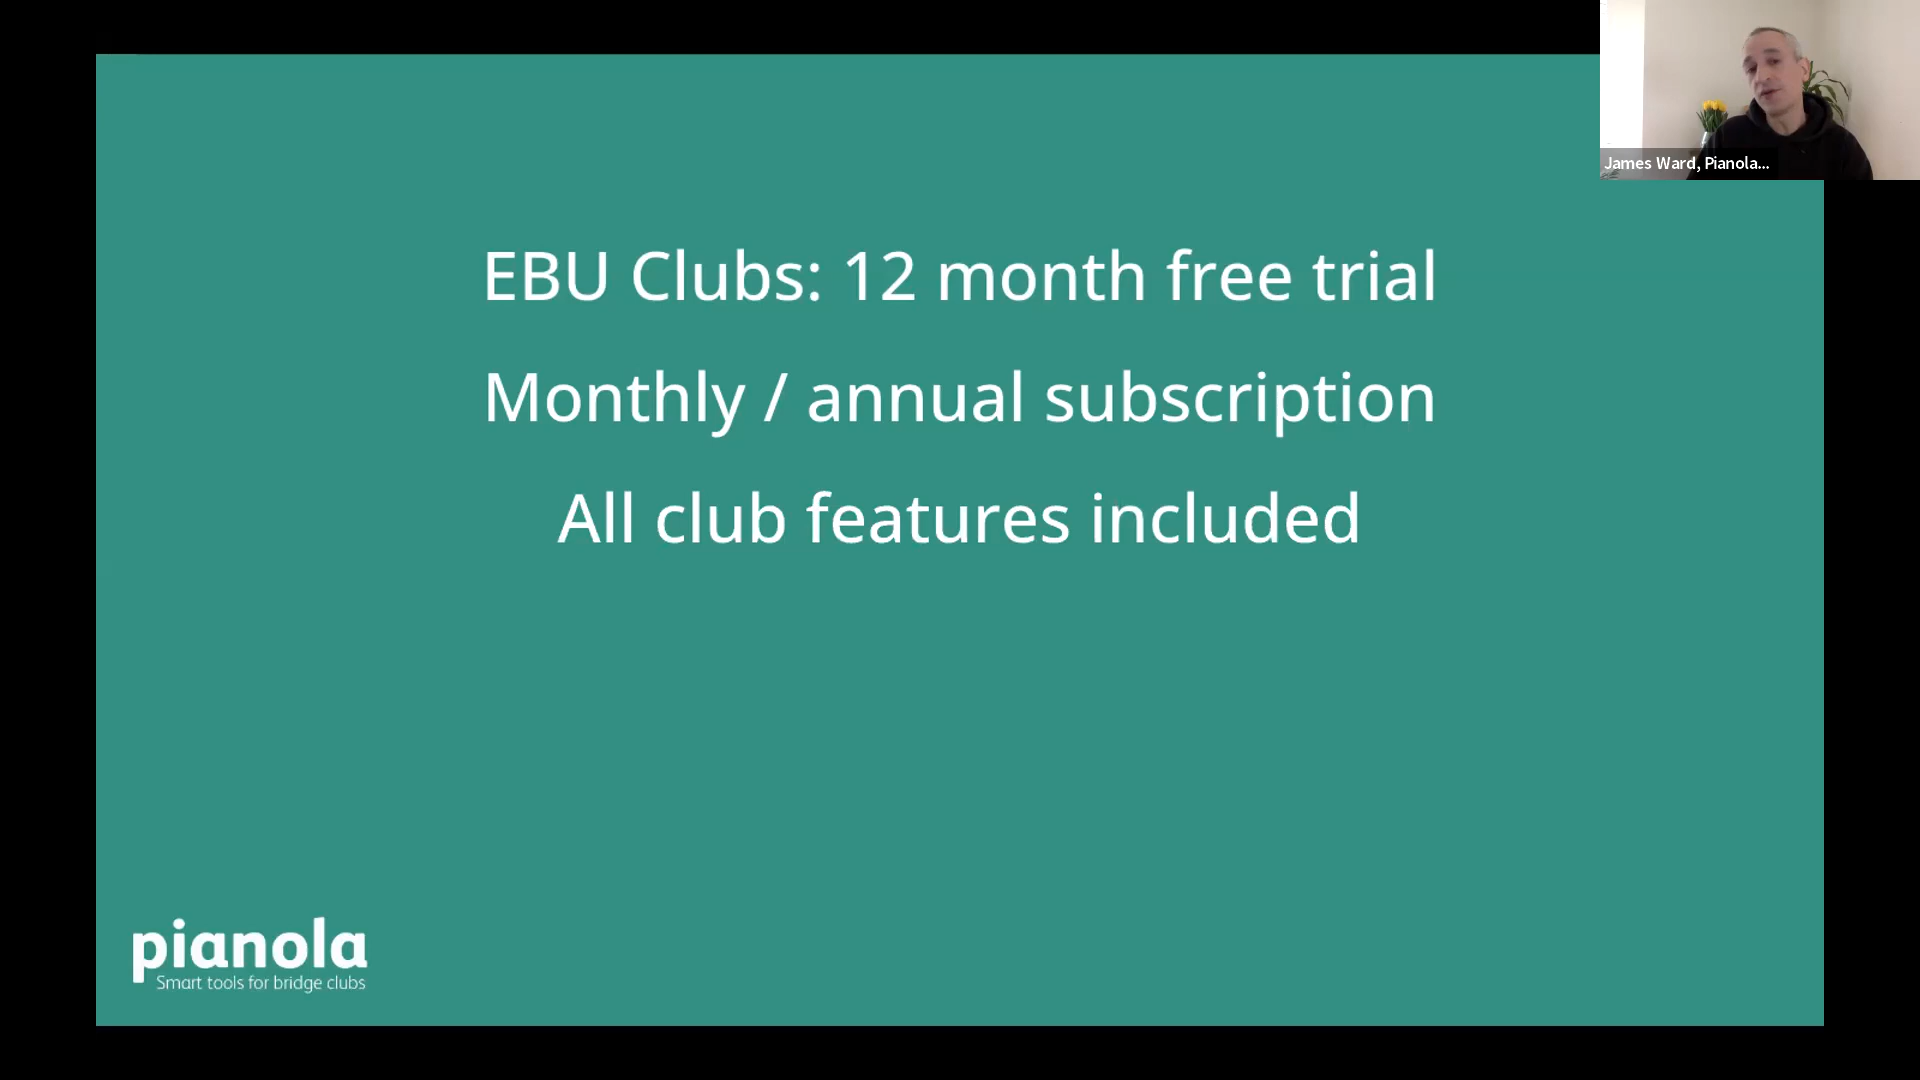 James Ward, Pianola...
EBU Clubs: 12 month free trial
Monthly / annual subscription
All club features included
pianola
Smart tools for bridge clubs